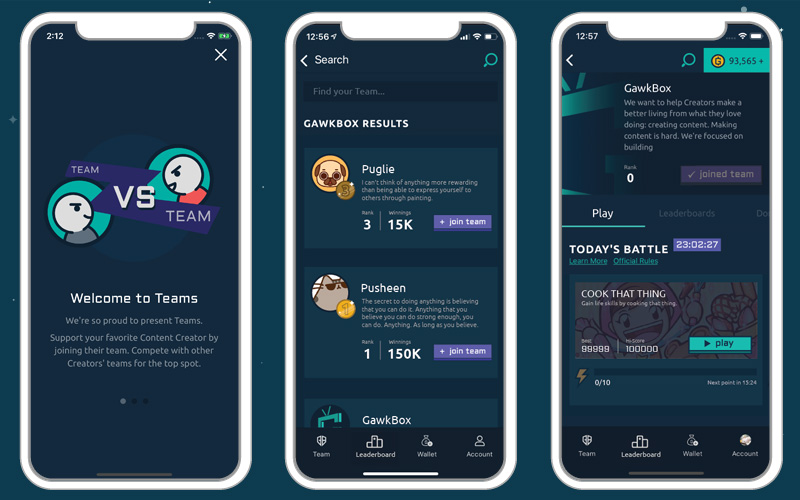 2:12
TEAM
VS
TEAM
Welcome to Teams
We're so proud to present Teams.
Support your favorite Content Creator by
joining their team. Compete with other
Creators' teams for the top spot.
12:56
Search
Find your Team...
GAWKBOX RESULTS
Puglie
I can't think of anything more rewarding
than being able to express yourself to
others through painting.
Rank Winnings
3 15K + join team
Pusheen
The secret to doing anything is believing
that you can do it. Anything that you
believe you can do strong enough, you
can do. Anything. As long as you believe.
Rank Winnings
1 150K + join team
GawkBox
Team Leaderboard Wallet Account
12:57
93,565 +
GawkBox
We want to help Creators make a
better living from what they love
doing: creating content. Making
content is hard. We're focused on
building
Rank
0 joined team
Play Leaderboards Do
TODAY'S BATTLE 23:02:27
Learn More Official Rules
COOK THAT THING
Gain life skills by cooking that thing.
Hi-Score
99999 100000 play
0/10 Next point in 13:24
Team Leaderboard Wallet Account